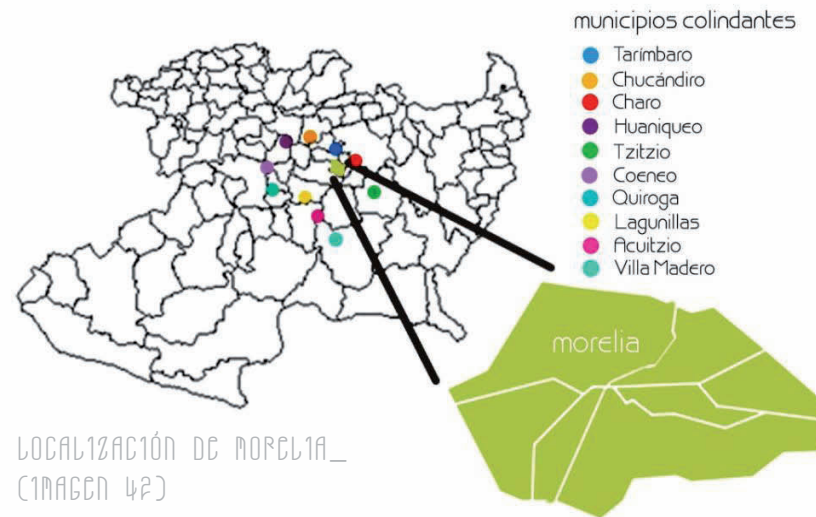 municipios colindantes
Tarímbaro
Chucándiro
Charo
Huaniqueo
Tzitzio
Coeneo
Quiroga
Lagunillas
Acuitzio
Villa Madero
morelia
LOCALIZACIÓN DE MORELIA_
(IMAGEN 42)